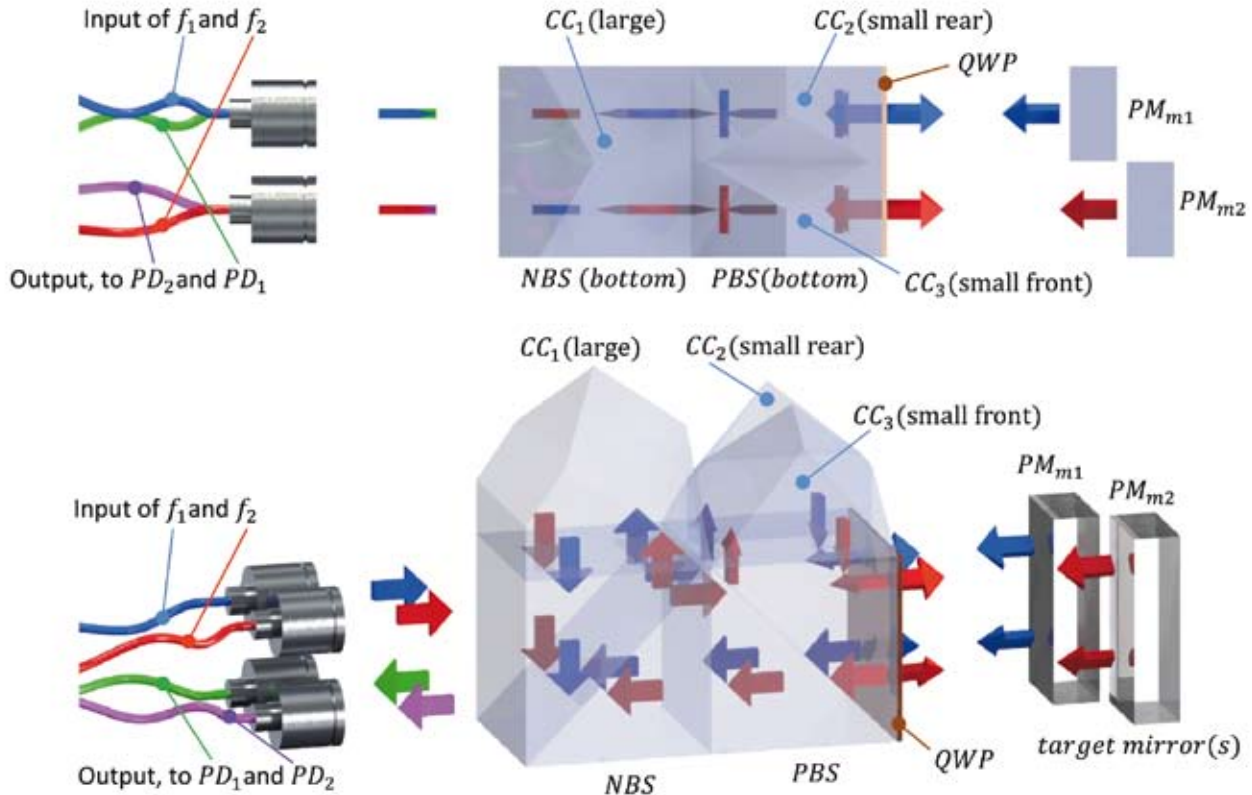 Input of f₁ and f₂
CC₁(large)
CC₂(small rear)
QWP
PMₘ₁
PMₘ₂
Output, to PD₂ and PD₁
NBS (bottom)
PBS(bottom)
CC₃(small front)
CC₁(large)
CC₂(small rear)
CC₃(small front)
PMₘ₁
PMₘ₂
Input of f₁ and f₂
target mirror(s)
QWP
Output, to PD₁ and PD₂
NBS
PBS